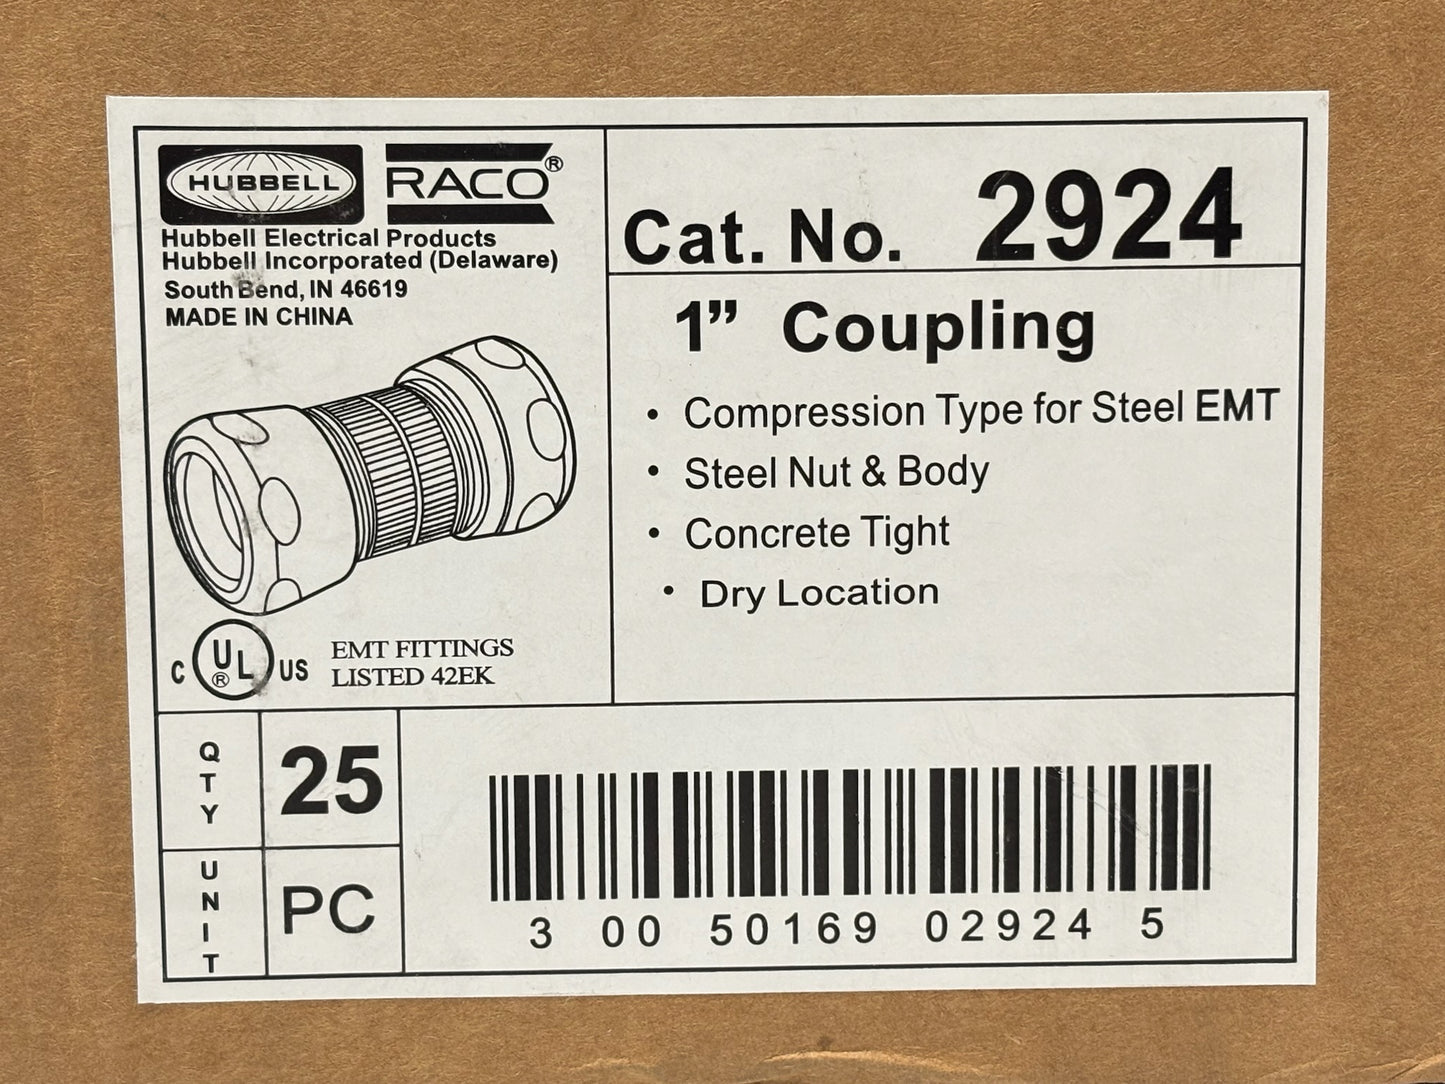 HUBBELL RACO®
Hubbell Electrical Products
Hubbell Incorporated (Delaware)
South Bend, IN 46619
MADE IN CHINA
C UL® US
EMT FITTINGS
LISTED 42EK
Cat. No. 2924
1” Coupling
• Compression Type for Steel EMT
• Steel Nut & Body
• Concrete Tight
• Dry Location
QTY 25
UNIT PC
3 00 50169 02924 5